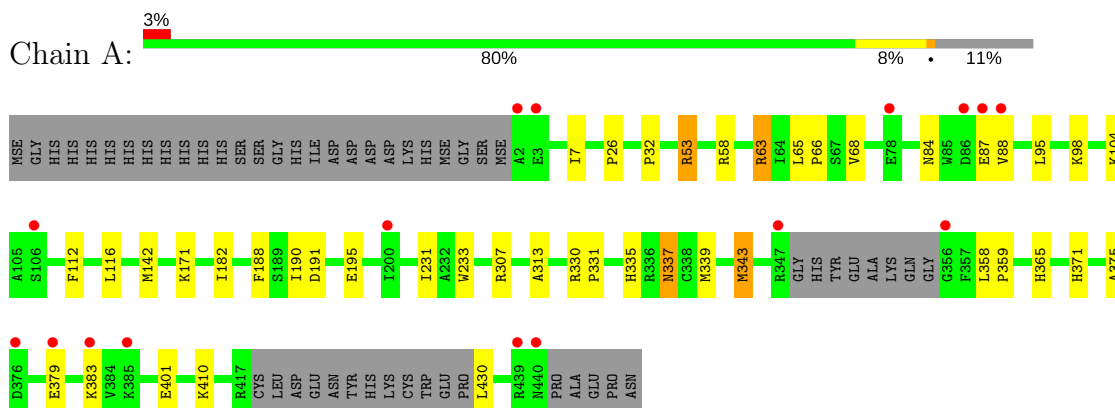 3%
Chain A:
80% 8% • 11%
MSE GLY HIS HIS HIS HIS HIS HIS HIS HIS HIS HIS SER SER GLY HIS ILE ASP ASP ASP ASP LYS HIS MSE GLY SER MSE A2 E3 I7 P26 P32 R53 R58 R63 I64 L65 P66 S67 V68 E78 N84 W85 D86 E87 V88 L95 K98 K104
A105 S106 F112 L116 M142 K171 I182 F188 S189 I190 D191 E195 I200 I231 A232 W233 R307 A313 R330 P331 H335 R336 N337 C338 M339 M343 R347 GLY HIS TYR GLU ALA LYS GLN GLY G356 F357 L358 P359 H365 H371 A375
D376 E379 K383 V384 K385 E401 K410 R417 CYS LEU ASP GLU ASN TYR HIS LYS CYS TRP GLU PRO L430 R439 N440 PRO ALA GLU PRO ASN